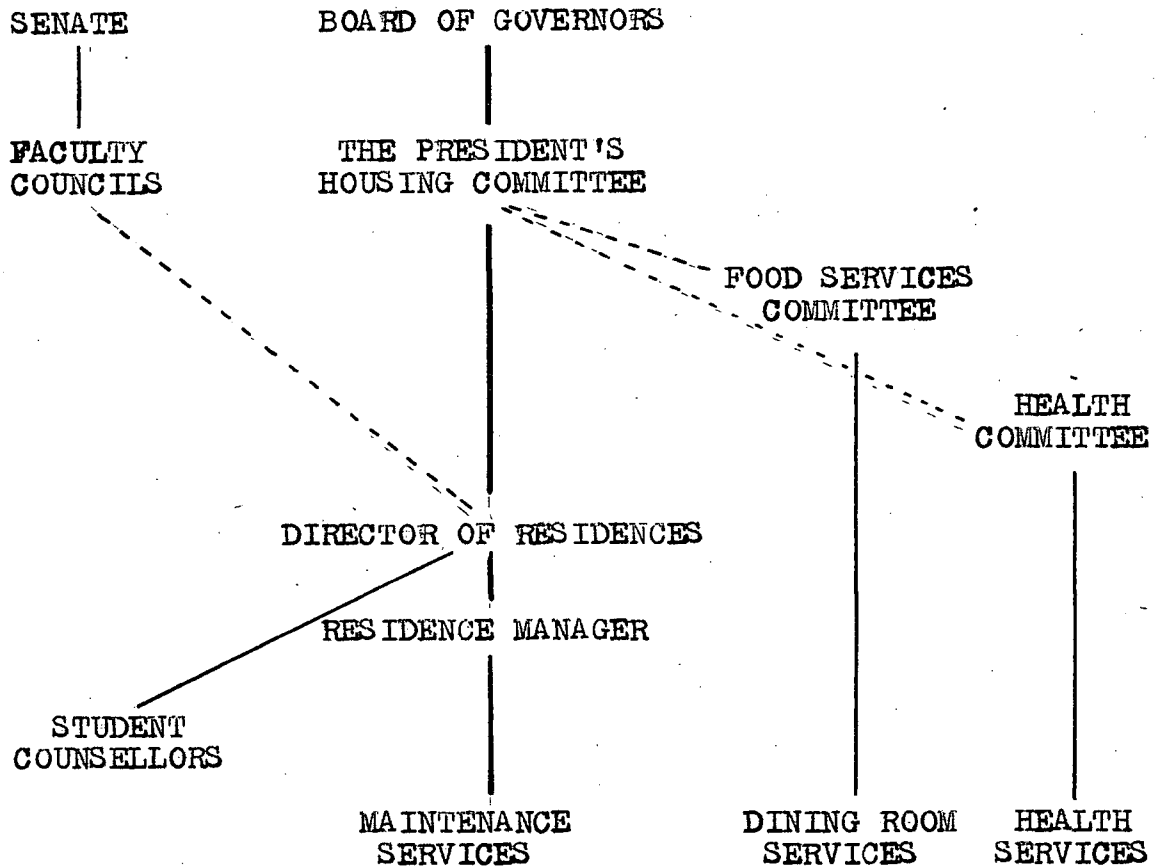 SENATE
BOARD OF GOVERNORS
FACULTY
COUNCILS
THE PRESIDENT'S
HOUSING COMMITTEE
FOOD SERVICES
COMMITTEE
HEALTH
COMMITTEE
DIRECTOR OF RESIDENCES
RESIDENCE MANAGER
STUDENT
COUNSELLORS
MAINTENANCE
SERVICES
DINING ROOM
SERVICES
HEALTH
SERVICES